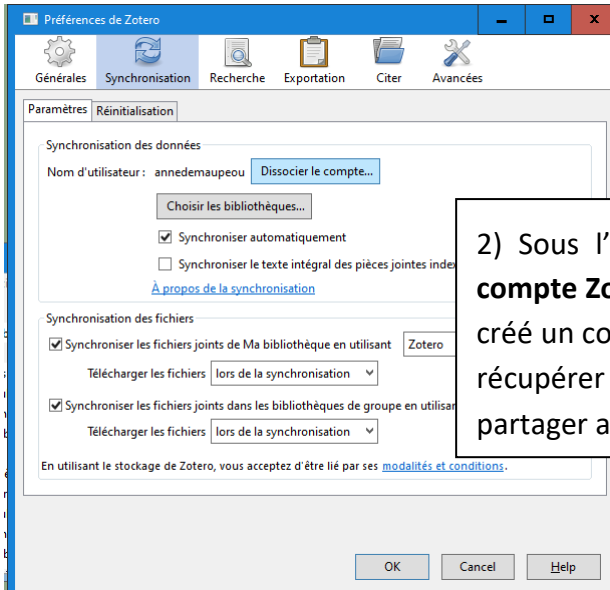 Préférences de Zotero
Générales Synchronisation Recherche Exportation Citer Avancées
Paramètres Réinitialisation
Synchronisation des données
Nom d'utilisateur : annedemaupeou Dissocier le compte...
Choisir les bibliothèques...
Synchroniser automatiquement
Synchroniser le texte intégral des pièces jointes
À propos de la synchronisation
Synchronisation des fichiers
Synchroniser les fichiers joints de Ma bibliothèque en utilisant Zotero
Télécharger les fichiers lors de la synchronisation
Synchroniser les fichiers joints dans les bibliothèques de groupe en
Télécharger les fichiers lors de la synchronisation
En utilisant le stockage de Zotero, vous acceptez d'être lié par ses modalités et conditions.
OK Cancel Help
2) Sous l'
compte
créé un
récupérer
partager